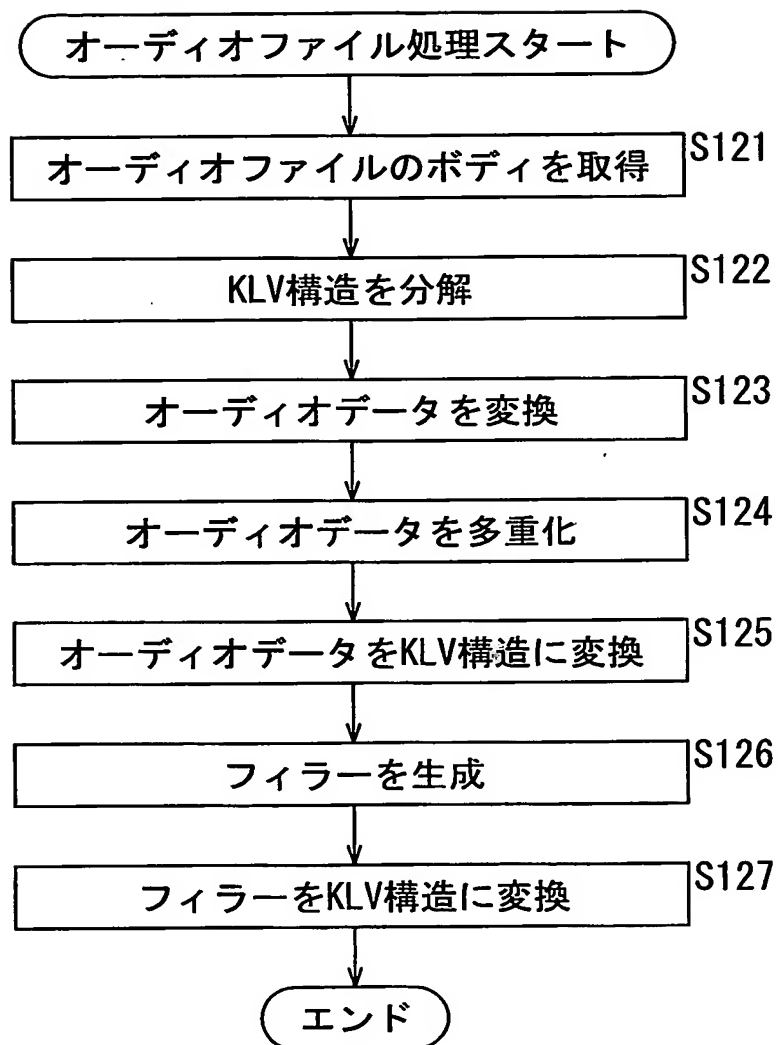 オーディオファイル処理スタート
オーディオファイルのボディを取得 S121
KLV構造を分解 S122
オーディオデータを変換 S123
オーディオデータを多重化 S124
オーディオデータをKLV構造に変換 S125
フィラーを生成 S126
フィラーをKLV構造に変換 S127
エンド